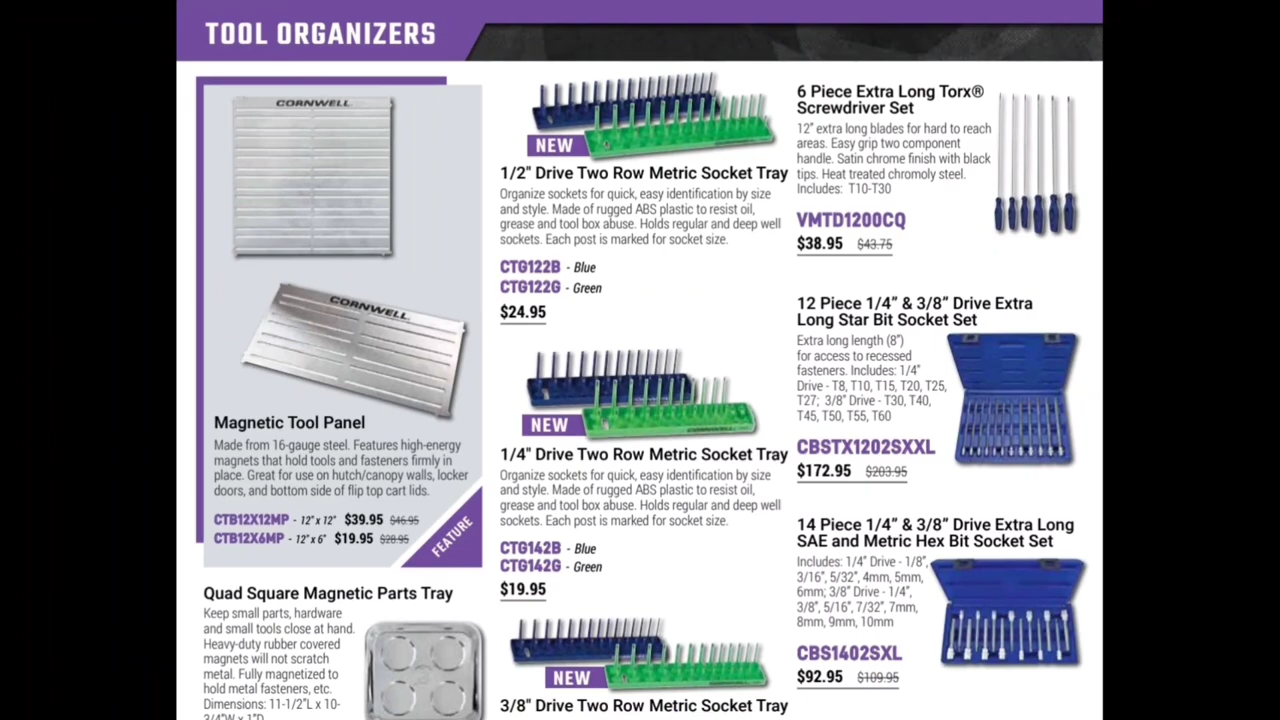 TOOL ORGANIZERS
CORNWELL
CORNWELL
Magnetic Tool Panel
Made from 16-gauge steel. Features high-energy
magnets that hold tools and fasteners firmly in
place. Great for use on hutch/canopy walls, locker
doors, and bottom side of flip top cart lids.
CTB12X12MP - 12" x 12" $39.95 $46.95
CTB12X6MP - 12" x 6" $19.95 $28.95
FEATURE
Quad Square Magnetic Parts Tray
Keep small parts, hardware
and small tools close at hand.
Heavy-duty rubber covered
magnets will not scratch
metal. Fully magnetized to
hold metal fasteners, etc.
Dimensions: 11-1/2"L x 10-
3/4"W x 1"D
NEW
1/2" Drive Two Row Metric Socket Tray
Organize sockets for quick, easy identification by size
and style. Made of rugged ABS plastic to resist oil,
grease and tool box abuse. Holds regular and deep well
sockets. Each post is marked for socket size.
CTG122B - Blue
CTG122G - Green
$24.95
CORNWELL
NEW
1/4" Drive Two Row Metric Socket Tray
Organize sockets for quick, easy identification by size
and style. Made of rugged ABS plastic to resist oil,
grease and tool box abuse. Holds regular and deep well
sockets. Each post is marked for socket size.
CTG142B - Blue
CTG142G - Green
$19.95
NEW
3/8" Drive Two Row Metric Socket Tray
6 Piece Extra Long Torx®
Screwdriver Set
12" extra long blades for hard to reach
areas. Easy grip two component
handle. Satin chrome finish with black
tips. Heat treated chromoly steel.
Includes: T10-T30
VMTD1200CQ
$38.95 $43.75
12 Piece 1/4" & 3/8" Drive Extra
Long Star Bit Socket Set
Extra long length (8")
for access to recessed
fasteners. Includes: 1/4"
Drive - T8, T10, T15, T20, T25,
T27; 3/8" Drive - T30, T40,
T45, T50, T55, T60
CBSTX1202SXXL
$172.95 $203.95
14 Piece 1/4" & 3/8" Drive Extra Long
SAE and Metric Hex Bit Socket Set
Includes: 1/4" Drive - 1/8",
3/16", 5/32", 4mm, 5mm,
6mm; 3/8" Drive - 1/4",
3/8", 5/16", 7/32", 7mm,
8mm, 9mm, 10mm
CBS1402SXL
$92.95 $109.95